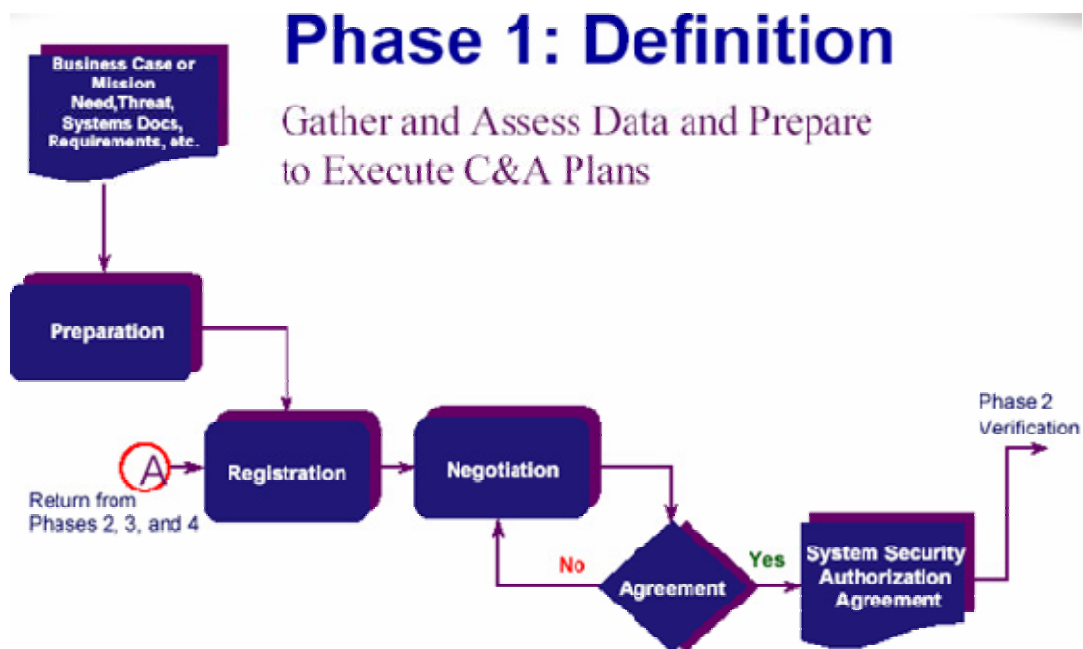 Phase 1: Definition
Gather and Assess Data and Prepare
to Execute C&A Plans
Business Case or
Mission
Need,Threat,
Systems Docs,
Requirements, etc.
Preparation
A
Return from
Phases 2, 3, and 4
Registration
Negotiation
Agreement
No
Yes
System Security
Authorization
Agreement
Phase 2
Verification